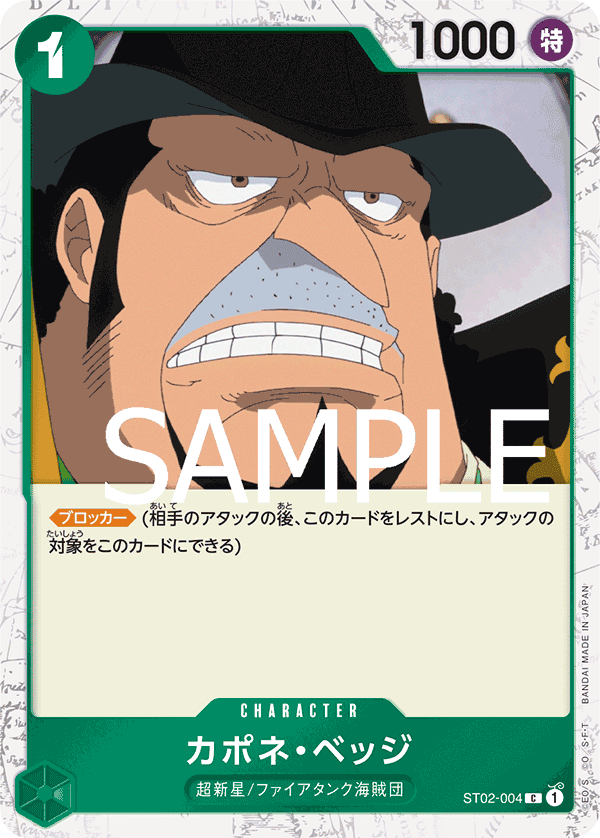 1
1000 特
SAMPLE
ブロッカー (相手のアタックの後、このカードをレストにし、アタックの
対象をこのカードにできる)
CHARACTER
カポネ・ベッジ
超新星/ファイアタンク海賊団
ST02-004 C 1
©E.O./S. ©O. S・F・T BANDAI MADE IN JAPAN